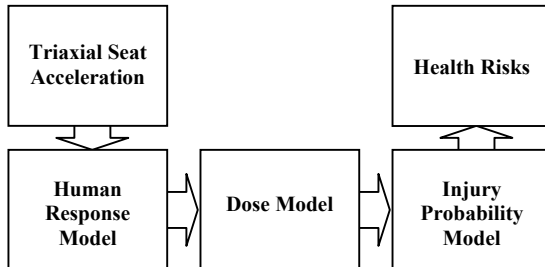 Triaxial Seat
Acceleration
Health Risks
Human
Response
Model
Dose Model
Injury
Probability
Model